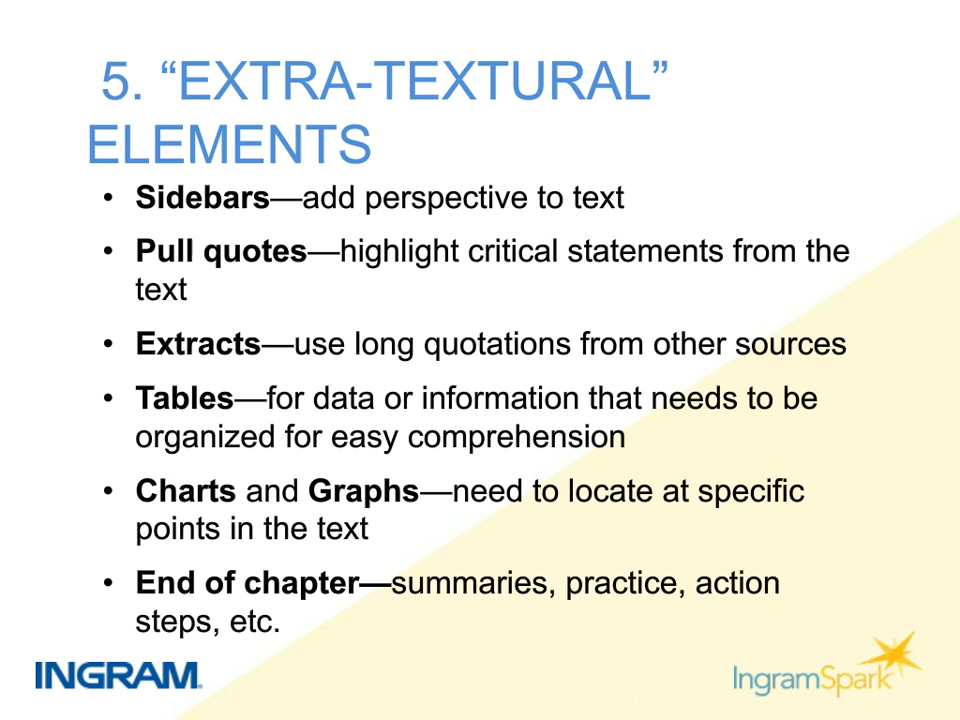 5. “EXTRA-TEXTURAL”
ELEMENTS
• Sidebars—add perspective to text
• Pull quotes—highlight critical statements from the
text
• Extracts—use long quotations from other sources
• Tables—for data or information that needs to be
organized for easy comprehension
• Charts and Graphs—need to locate at specific
points in the text
• End of chapter—summaries, practice, action
steps, etc.
INGRAM
IngramSpark